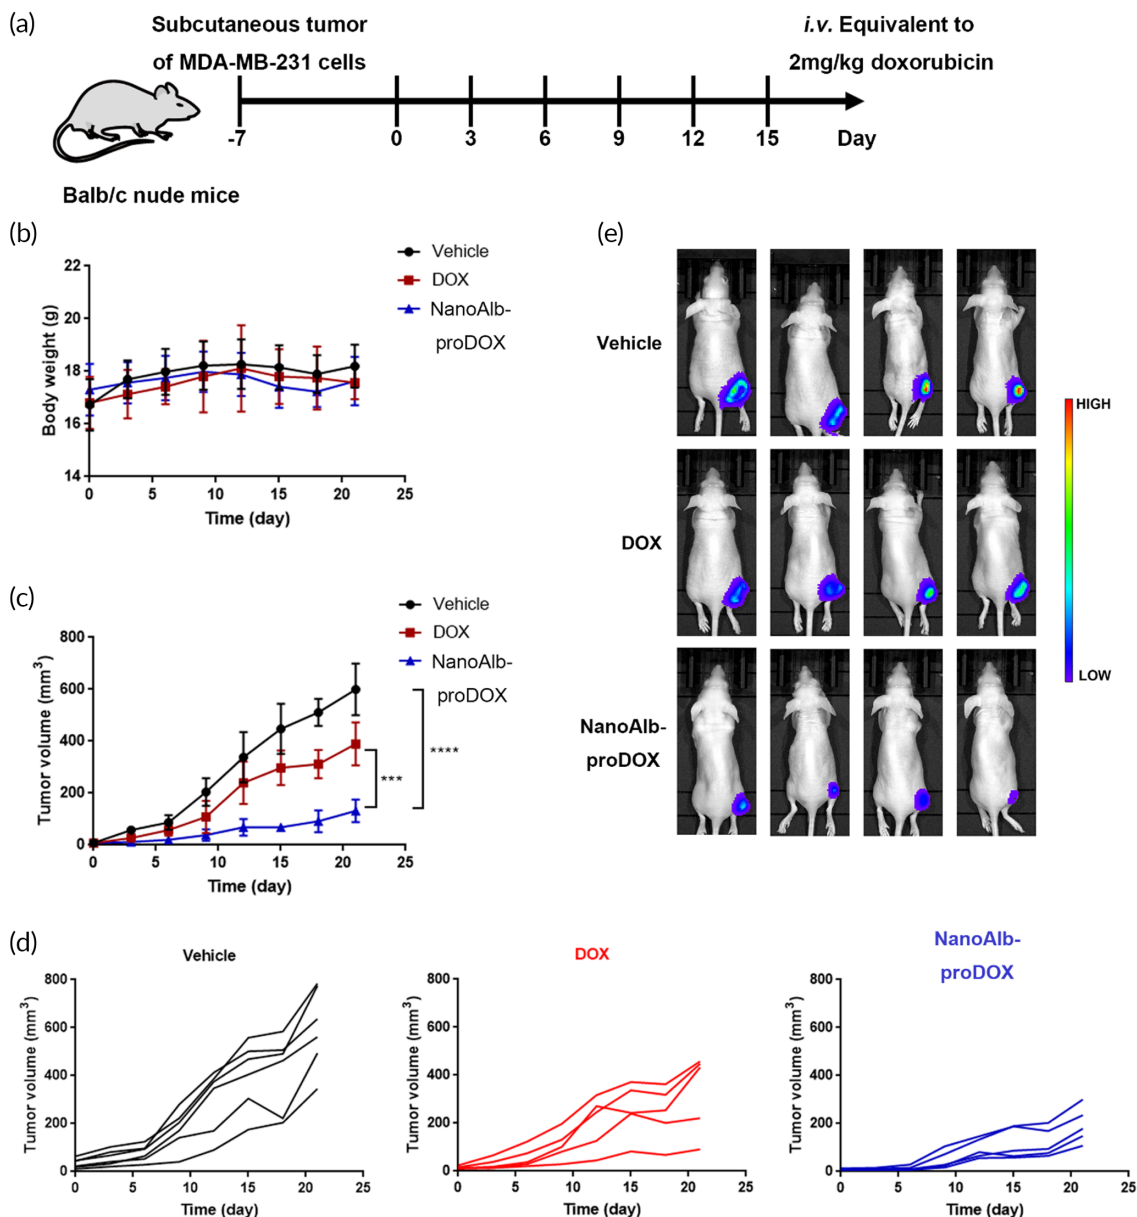 (a)
Subcutaneous tumor
of MDA-MB-231 cells
i.v. Equivalent to
2mg/kg doxorubicin
-7 0 3 6 9 12 15 Day
Balb/c nude mice
(b)
Vehicle
DOX
NanoAlb-
proDOX
Body weight (g)
22
20
18
16
14
0 5 10 15 20 25
Time (day)
(c)
Vehicle
DOX
NanoAlb-
proDOX
Tumor volume (mm3)
800
600
400
200
0
***
****
0 5 10 15 20 25
Time (day)
(e)
Vehicle
DOX
NanoAlb-
proDOX
HIGH
LOW
(d)
Vehicle
Tumor volume (mm3)
800
600
400
200
0
0 5 10 15 20 25
Time (day)
DOX
Tumor volume (mm3)
800
600
400
200
0
0 5 10 15 20 25
Time (day)
NanoAlb-
proDOX
Tumor volume (mm3)
800
600
400
200
0
0 5 10 15 20 25
Time (day)